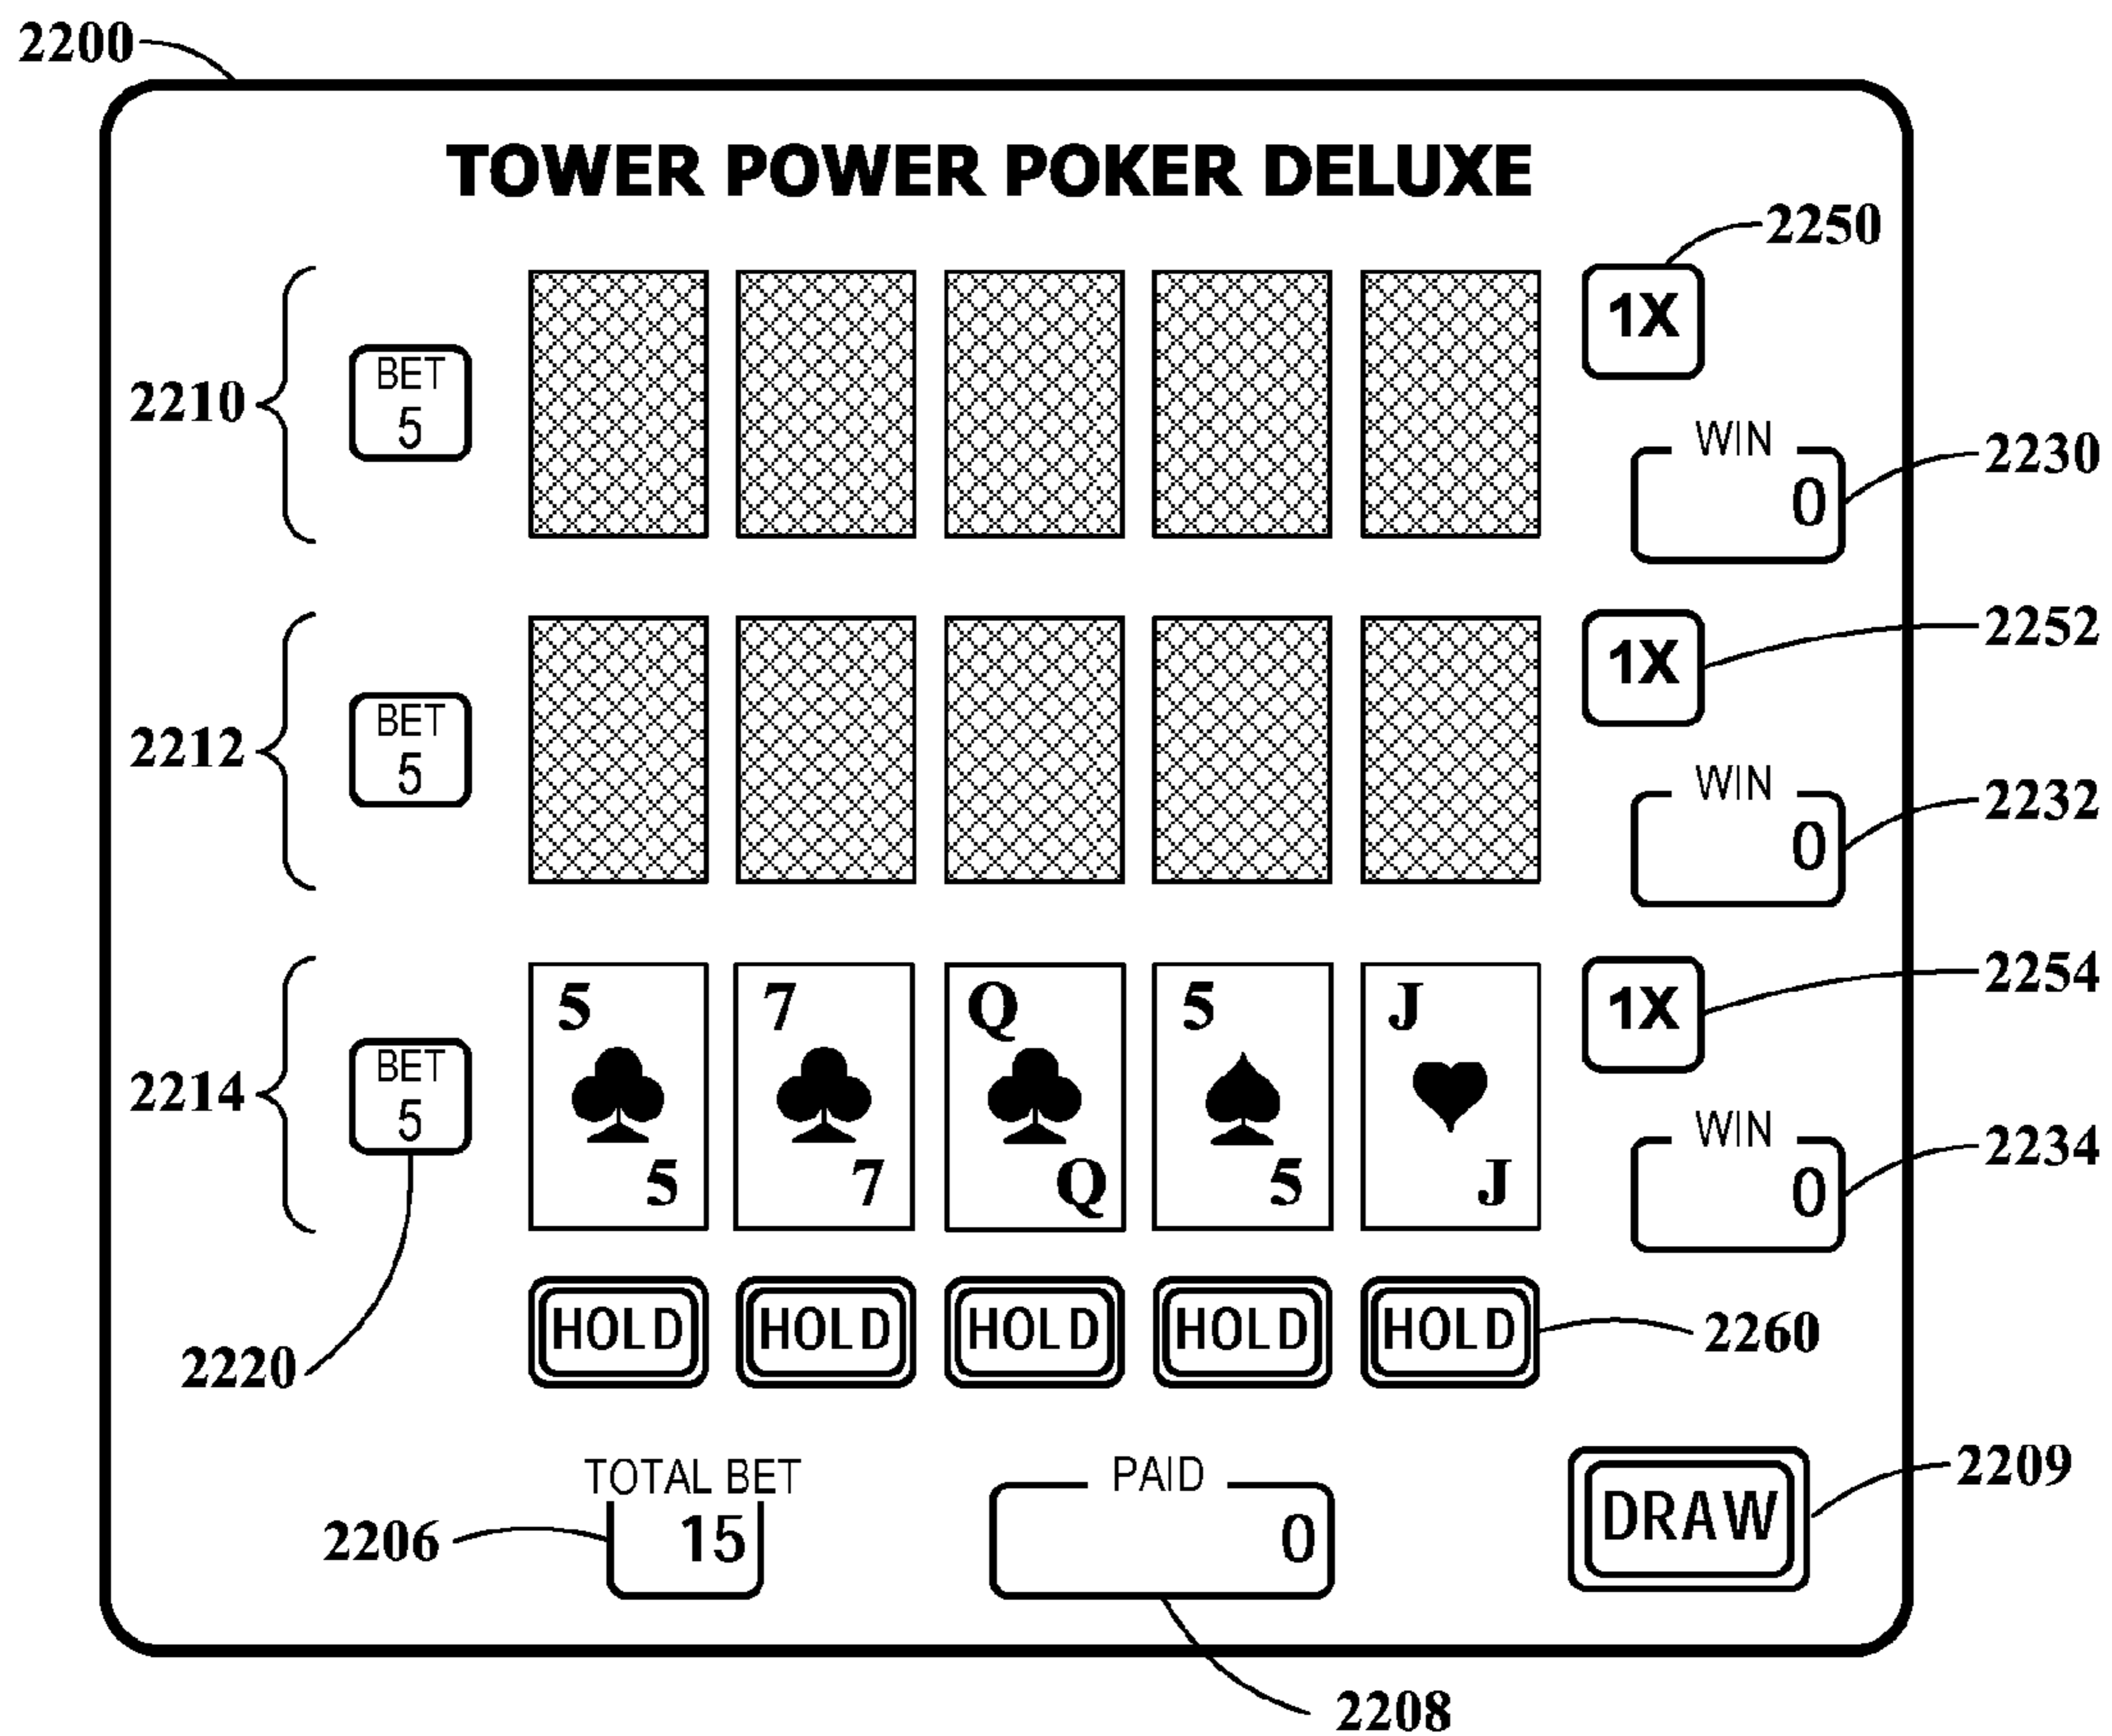 2200
TOWER POWER POKER DELUXE
2250
1X
BET
5
2210
WIN
0
2230
2252
1X
BET
5
2212
WIN
0
2232
2254
1X
5 7 Q 5 J
BET
5
2214
WIN
0
2234
5 7 Q 5 J
2220
HOLD HOLD HOLD HOLD HOLD
2260
TOTAL BET
15
2206
PAID
0
DRAW
2209
2208